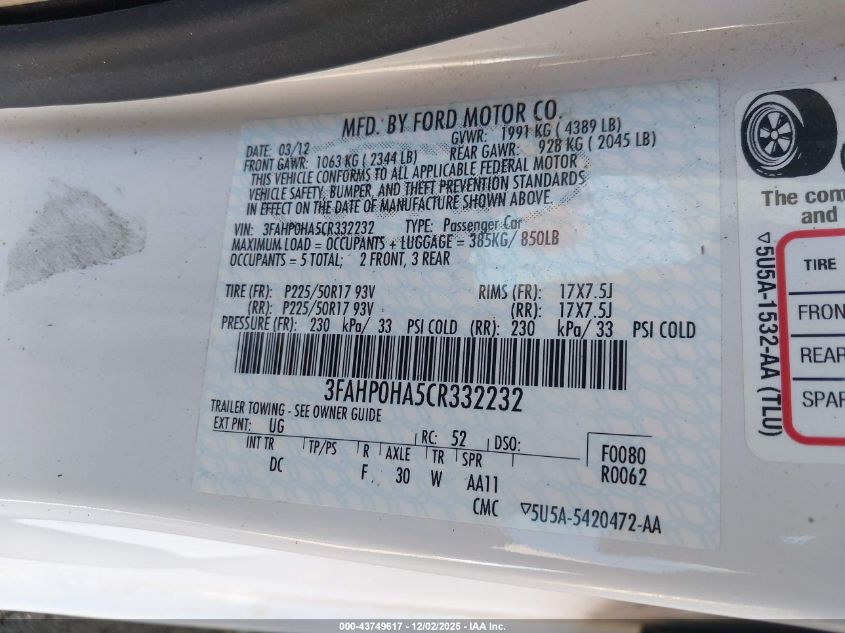 MFD. BY FORD MOTOR CO.
DATE: 03/12 GVWR: 1991 KG ( 4389 LB)
FRONT GAWR: 1063 KG ( 2344 LB) REAR GAWR: 928 KG ( 2045 LB)
THIS VEHICLE CONFORMS TO ALL APPLICABLE FEDERAL MOTOR
VEHICLE SAFETY, BUMPER, AND THEFT PREVENTION STANDARDS
IN EFFECT ON THE DATE OF MANUFACTURE SHOWN ABOVE.
VIN: 3FAHP0HA5CR332232 TYPE: Passenger Car
MAXIMUM LOAD = OCCUPANTS + LUGGAGE = 385KG/ 850LB
OCCUPANTS = 5 TOTAL; 2 FRONT, 3 REAR
TIRE (FR): P225/50R17 93V RIMS (FR): 17X7.5J
(RR): P225/50R17 93V (RR): 17X7.5J
PRESSURE (FR): 230 kPa/ 33 PSI COLD (RR): 230 kPa/ 33 PSI COLD
3FAHP0HA5CR332232
TRAILER TOWING - SEE OWNER GUIDE
EXT PNT: UG RC: 52 DSO:
INT TR TP/PS R AXLE TR SPR
DC F. 30 W AA11
F0080
R0062
CMC ▽5U5A-5420472-AA
The com
and
▽5U5A-1532-AA (TLU)
TIRE
FRON
REAR
SPAR
000-43749617 - 12/02/2025 - IAA Inc.